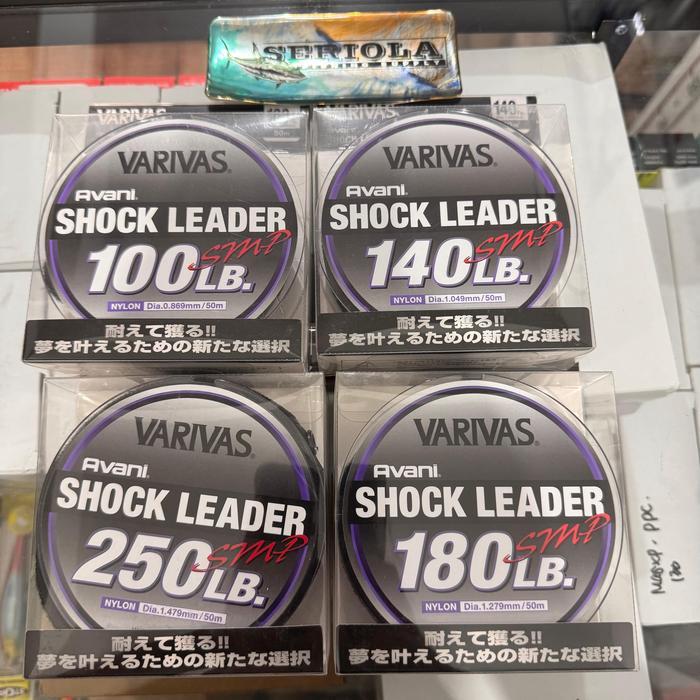 SERIOLA
VARIVAS
140
VARIVAS®
Avani®
SHOCK LEADER
SMP
100LB.
NYLON Dia.0.869mm/50m
耐えて獲る!!
夢を叶えるための新たな選択
VARIVAS®
Avani®
SHOCK LEADER
SMP
140LB.
NYLON Dia.1.049mm/50m
耐えて獲る!!
夢を叶えるための新たな選択
VARIVAS®
Avani®
SHOCK LEADER
SMP
250LB.
NYLON Dia.1.479mm/50m
耐えて獲る!!
夢を叶えるための新たな選択
VARIVAS®
Avani®
SHOCK LEADER
SMP
180LB.
NYLON Dia.1.279mm/50m
耐えて獲る!!
夢を叶えるための新たな選択